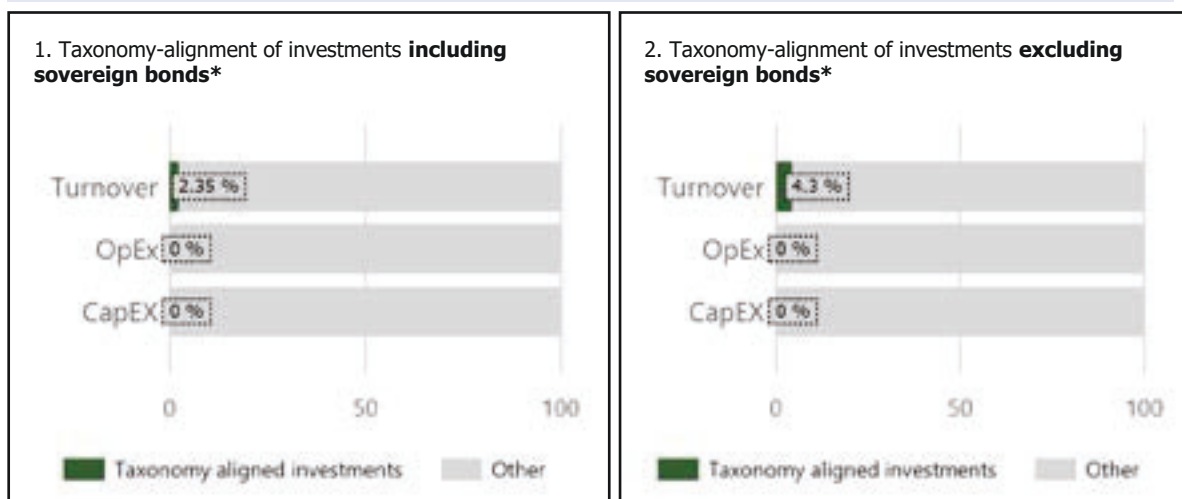 1. Taxonomy-alignment of investments including
sovereign bonds*
Turnover 2.35 %
OpEx 0 %
CapEX 0 %
0 50 100
Taxonomy aligned investments Other
2. Taxonomy-alignment of investments excluding
sovereign bonds*
Turnover 4.3 %
OpEx 0 %
CapEX 0 %
0 50 100
Taxonomy aligned investments Other